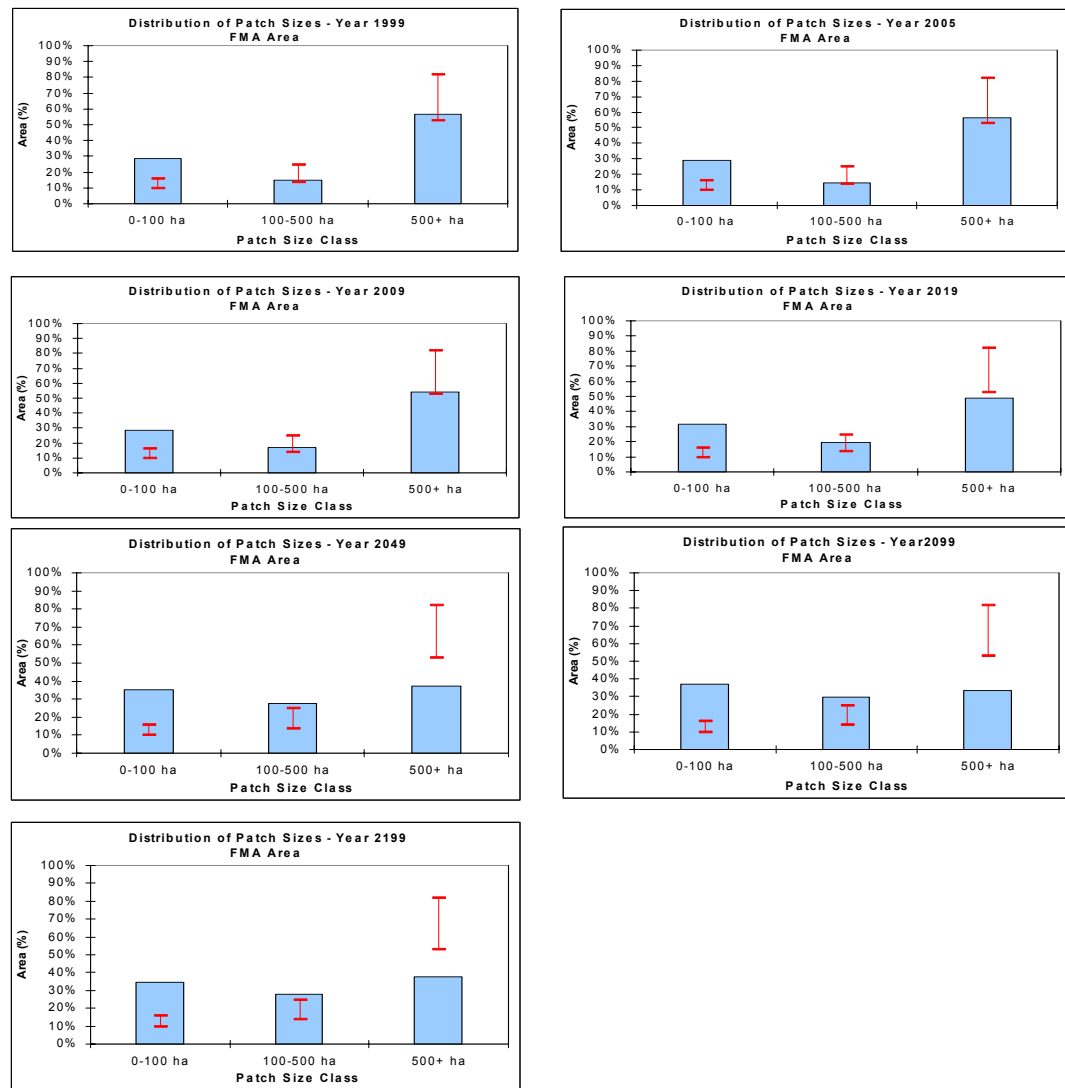 Distribution of Patch Sizes - Year 1999
FMA Area
Area (%)
100%
90%
80%
70%
60%
50%
40%
30%
20%
10%
0%
0-100 ha 100-500 ha 500+ ha
Patch Size Class
Distribution of Patch Sizes - Year 2005
FMA Area
Area (%)
100%
90%
80%
70%
60%
50%
40%
30%
20%
10%
0%
0-100 ha 100-500 ha 500+ ha
Patch Size Class
Distribution of Patch Sizes - Year 2009
FMA Area
Area (%)
100%
90%
80%
70%
60%
50%
40%
30%
20%
10%
0%
0-100 ha 100-500 ha 500+ ha
Patch Size Class
Distribution of Patch Sizes - Year 2019
FMA Area
Area (%)
100%
90%
80%
70%
60%
50%
40%
30%
20%
10%
0%
0-100 ha 100-500 ha 500+ ha
Patch Size Class
Distribution of Patch Sizes - Year 2049
FMA Area
Area (%)
100%
90%
80%
70%
60%
50%
40%
30%
20%
10%
0%
0-100 ha 100-500 ha 500+ ha
Patch Size Class
Distribution of Patch Sizes - Year2099
FMA Area
Area (%)
100%
90%
80%
70%
60%
50%
40%
30%
20%
10%
0%
0-100 ha 100-500 ha 500+ ha
Patch Size Class
Distribution of Patch Sizes - Year 2199
FMA Area
Area (%)
100%
90%
80%
70%
60%
50%
40%
30%
20%
10%
0%
0-100 ha 100-500 ha 500+ ha
Patch Size Class